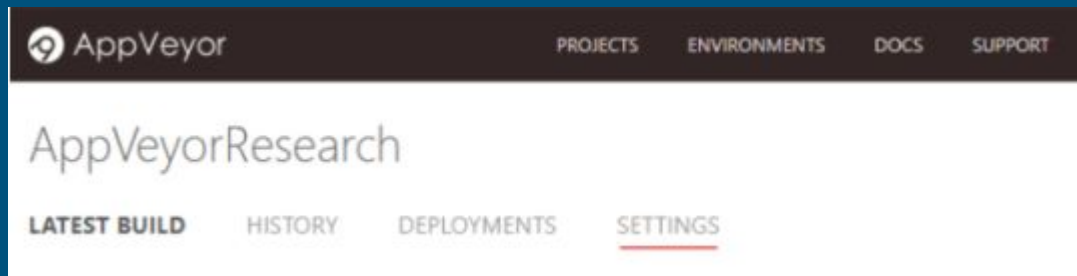 AppVeyor PROJECTS ENVIRONMENTS DOCS SUPPORT
AppVeyorResearch
LATEST BUILD HISTORY DEPLOYMENTS SETTINGS